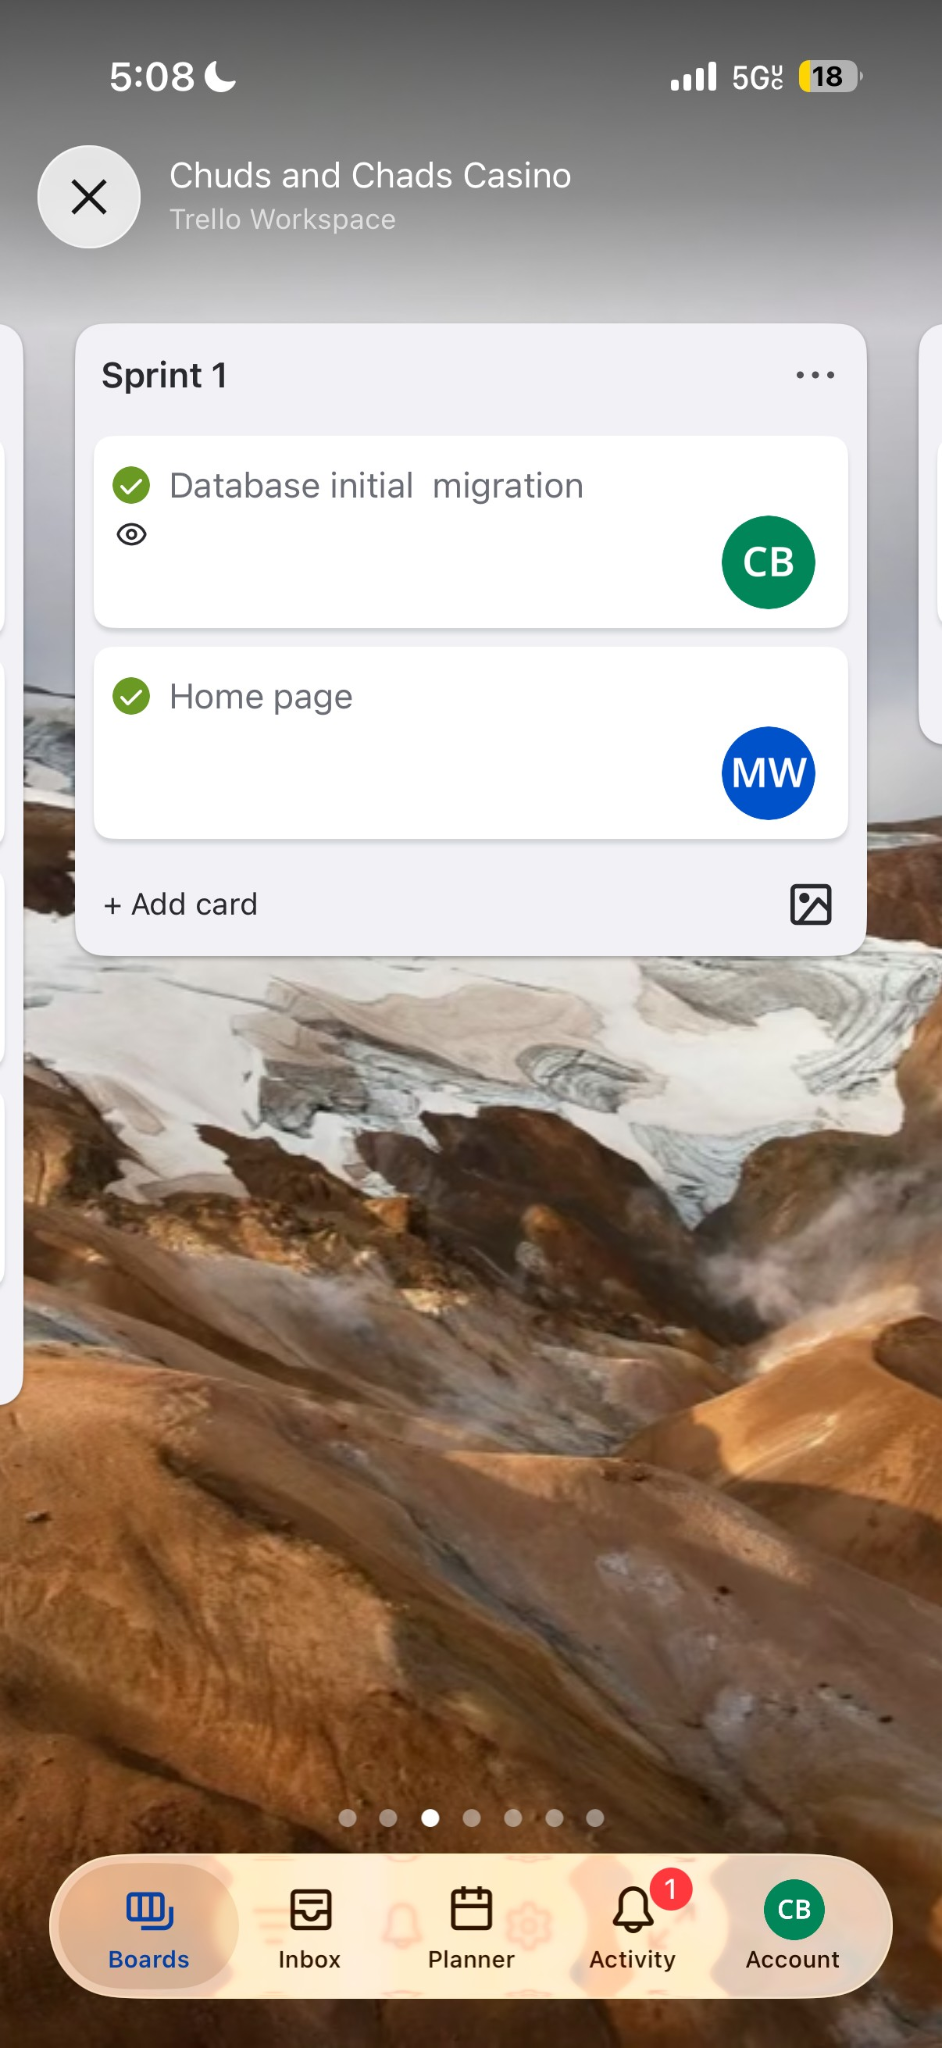 5:08
5G UC
18
Chuds and Chads Casino
Trello Workspace
Sprint 1
Database initial  migration
CB
Home page
MW
+ Add card
1
CB
Boards
Inbox
Planner
Activity
Account